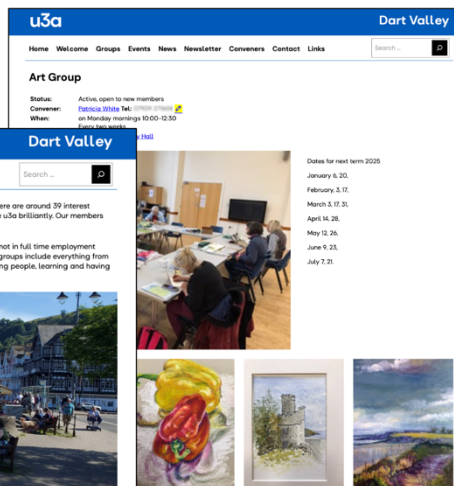 u3a
Dart Valley
Home Welcome Groups Events News Newsletter Conveners Contact Links
Search ...
Art Group
Status: Active, open to new members
Convener: Patricia White Tel:
When: on Monday mornings 10:00-12:30
Every two weeks
Hall
Dates for next term 2025
January 6, 20,
February, 3, 17,
March 3, 17, 31,
April 14, 28,
May 12, 26,
June 9, 23,
July 7, 21.
Dart Valley
Search ...
ere are around 39 interest
u3a brilliantly. Our members
not in full time employment
groups include everything from
ng people, learning and having